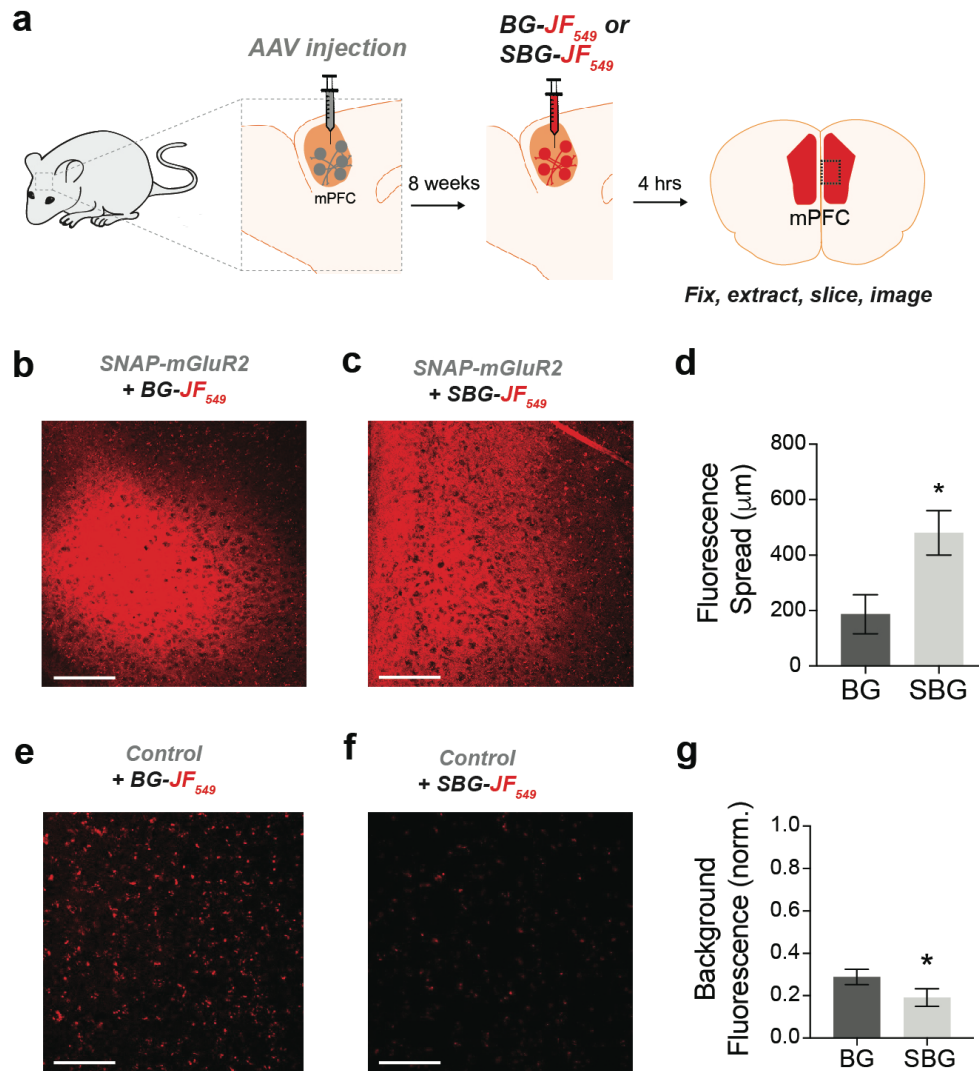 a
AAV injection
BG-JF549 or
SBG-JF549
mPFC
8 weeks
4 hrs
mPFC
Fix, extract, slice, image
b
SNAP-mGluR2
+ BG-JF549
c
SNAP-mGluR2
+ SBG-JF549
d
Fluorescence
Spread (μm)
800
600
400
200
0
*
BG
SBG
e
Control
+ BG-JF549
f
Control
+ SBG-JF549
g
Background
Fluorescence (norm.)
1.0
0.8
0.6
0.4
0.2
0.0
*
BG
SBG